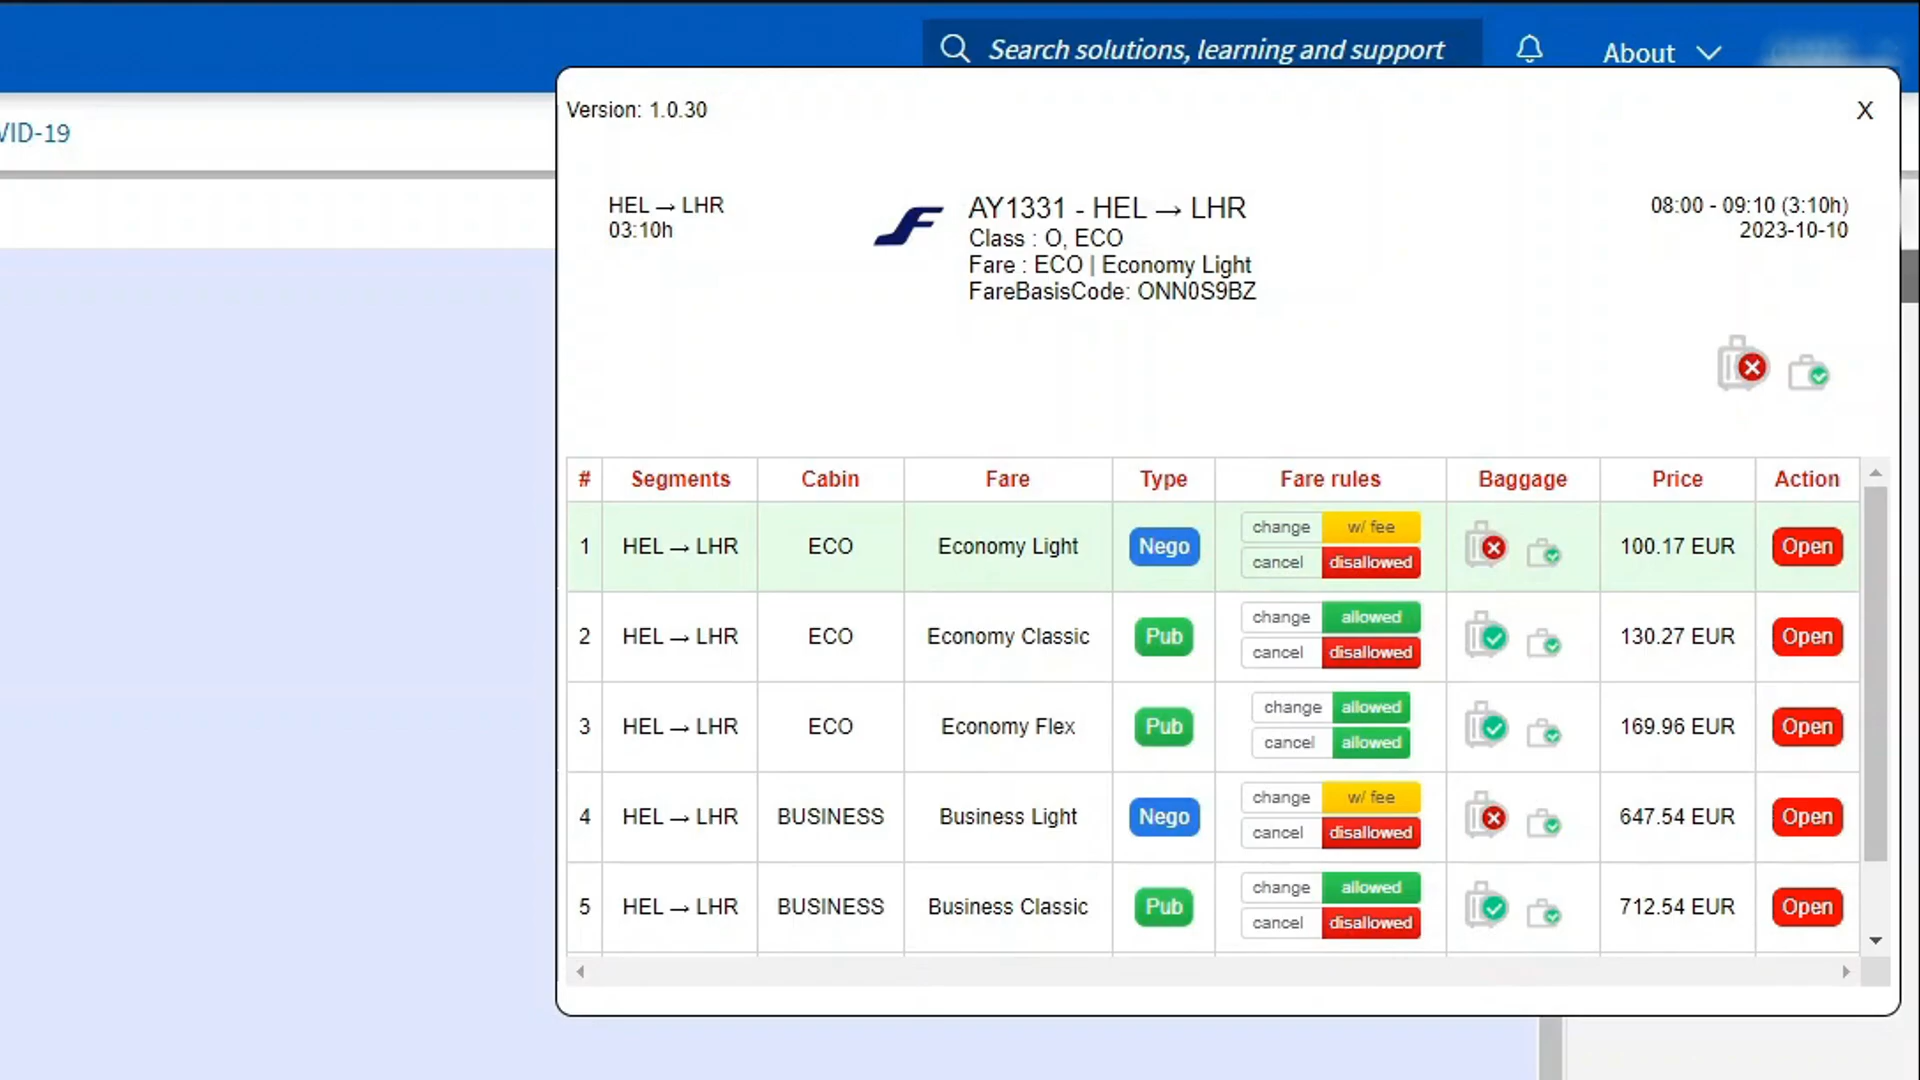 Search solutions, learning and support
About
VID-19
Version: 1.0.30
X
HEL → LHR
03:10h
AY1331 - HEL → LHR
Class : O, ECO
Fare : ECO | Economy Light
FareBasisCode: ONN0S9BZ
08:00 - 09:10 (3:10h)
2023-10-10
# Segments Cabin Fare Type Fare rules Baggage Price Action
1 HEL → LHR ECO Economy Light Nego change w/ fee cancel disallowed 100.17 EUR Open
2 HEL → LHR ECO Economy Classic Pub change allowed cancel disallowed 130.27 EUR Open
3 HEL → LHR ECO Economy Flex Pub change allowed cancel allowed 169.96 EUR Open
4 HEL → LHR BUSINESS Business Light Nego change w/ fee cancel disallowed 647.54 EUR Open
5 HEL → LHR BUSINESS Business Classic Pub change allowed cancel disallowed 712.54 EUR Open